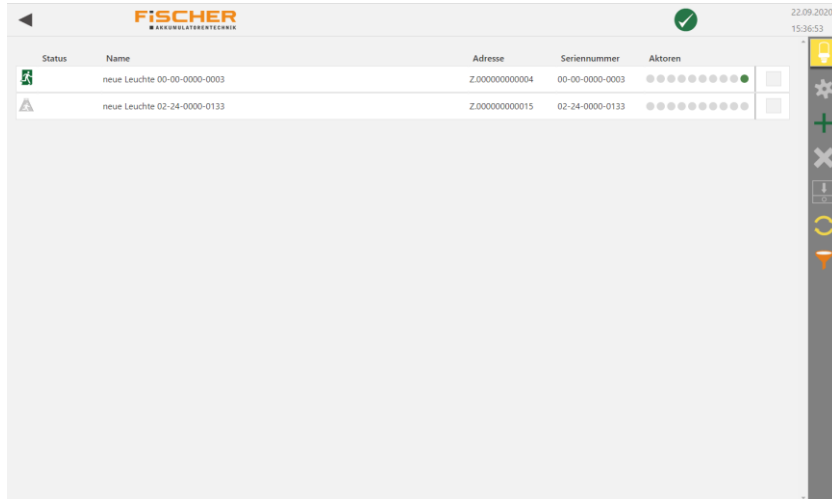 FiSCHER
AKKUMULATORENTECHNIK
22.09.2020
15:36:53
Status Name Adresse Seriennummer Aktoren
neue Leuchte 00-00-0000-0003 Z.000000000004 00-00-0000-0003
neue Leuchte 02-24-0000-0133 Z.000000000015 02-24-0000-0133